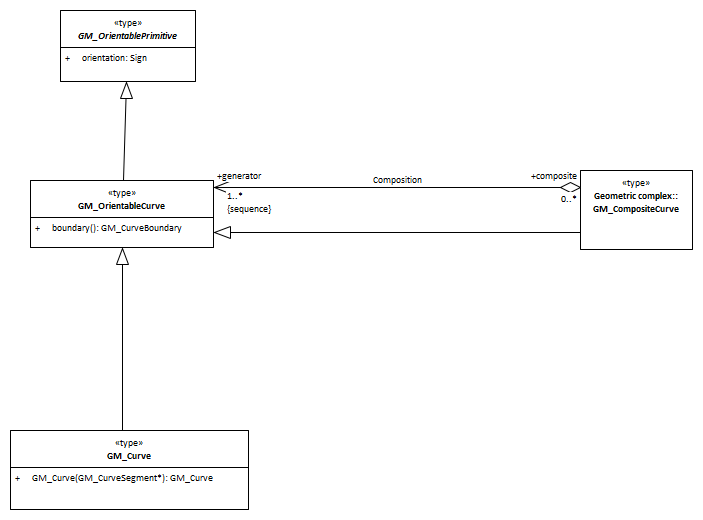 «type»
GM_OrientablePrimitive
+ orientation: Sign
«type»
GM_OrientableCurve
+ boundary(): GM_CurveBoundary
+generator
1..*
{sequence}
Composition
+composite
0..*
«type»
Geometric complex::
GM_CompositeCurve
«type»
GM_Curve
+ GM_Curve(GM_CurveSegment*): GM_Curve